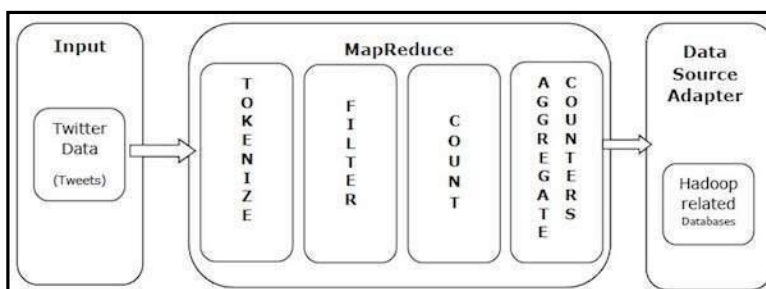 Input
Twitter
Data
(Tweets)
MapReduce
TOKENIZE
FILTER
COUNT
AGGREGATE
COUNTERS
Data
Source
Adapter
Hadoop
related
Databases